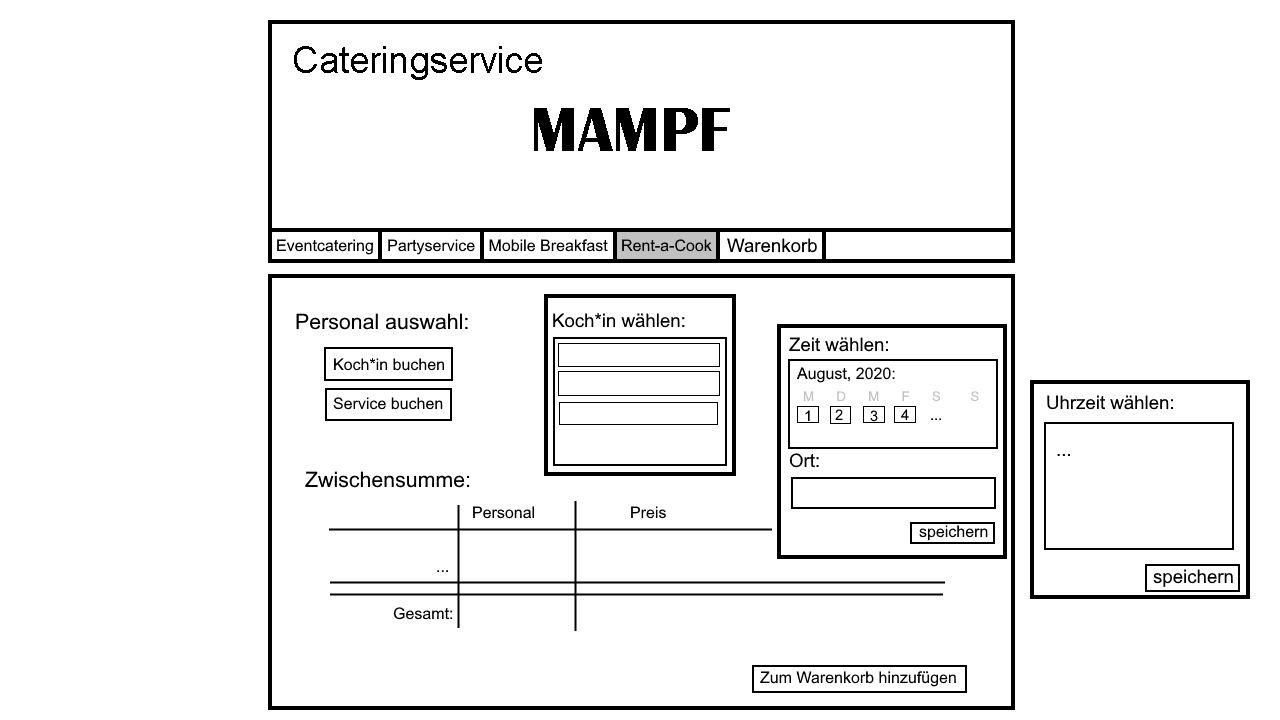 Cateringservice
MAMPF
Eventcatering Partyservice Mobile Breakfast Rent-a-Cook Warenkorb
Personal auswahl:
Koch*in buchen
Service buchen
Koch*in wählen:
Zeit wählen:
August, 2020:
M D M F S S
1 2 3 4 ...
Ort:
speichern
Uhrzeit wählen:
...
speichern
Zwischensumme:
Personal Preis
...
Gesamt:
Zum Warenkorb hinzufügen